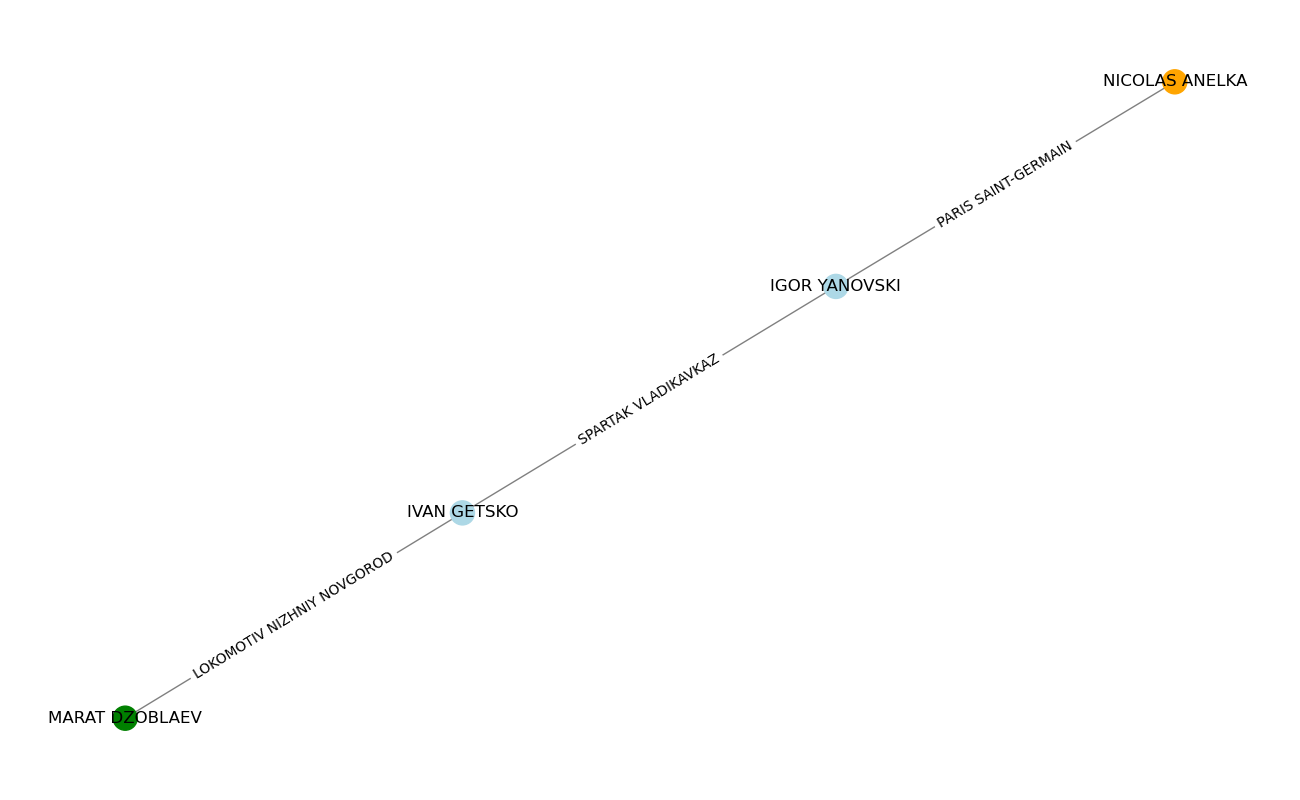 NICOLAS ANELKA
PARIS SAINT-GERMAIN
IGOR YANOVSKI
SPARTAK VLADIKAVKAZ
IVAN GETSKO
LOKOMOTIV NIZHNIY NOVGOROD
MARAT DZOBLAEV